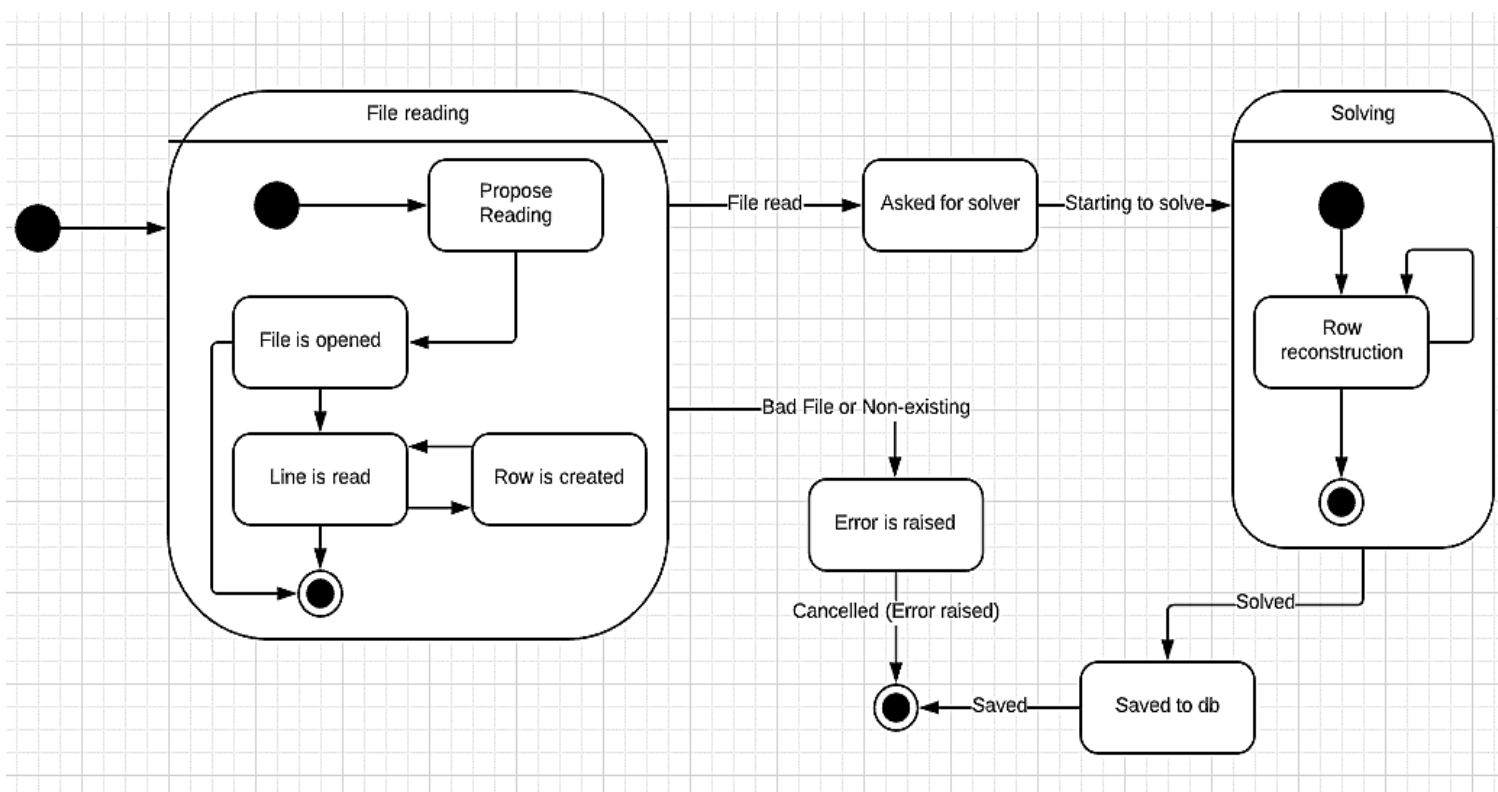 File reading
Solving
Propose
Reading
File read
Asked for solver
Starting to solve
File is opened
Row
reconstruction
Bad File or Non-existing
Line is read
Row is created
Error is raised
Cancelled (Error raised)
Solved
Saved
Saved to db